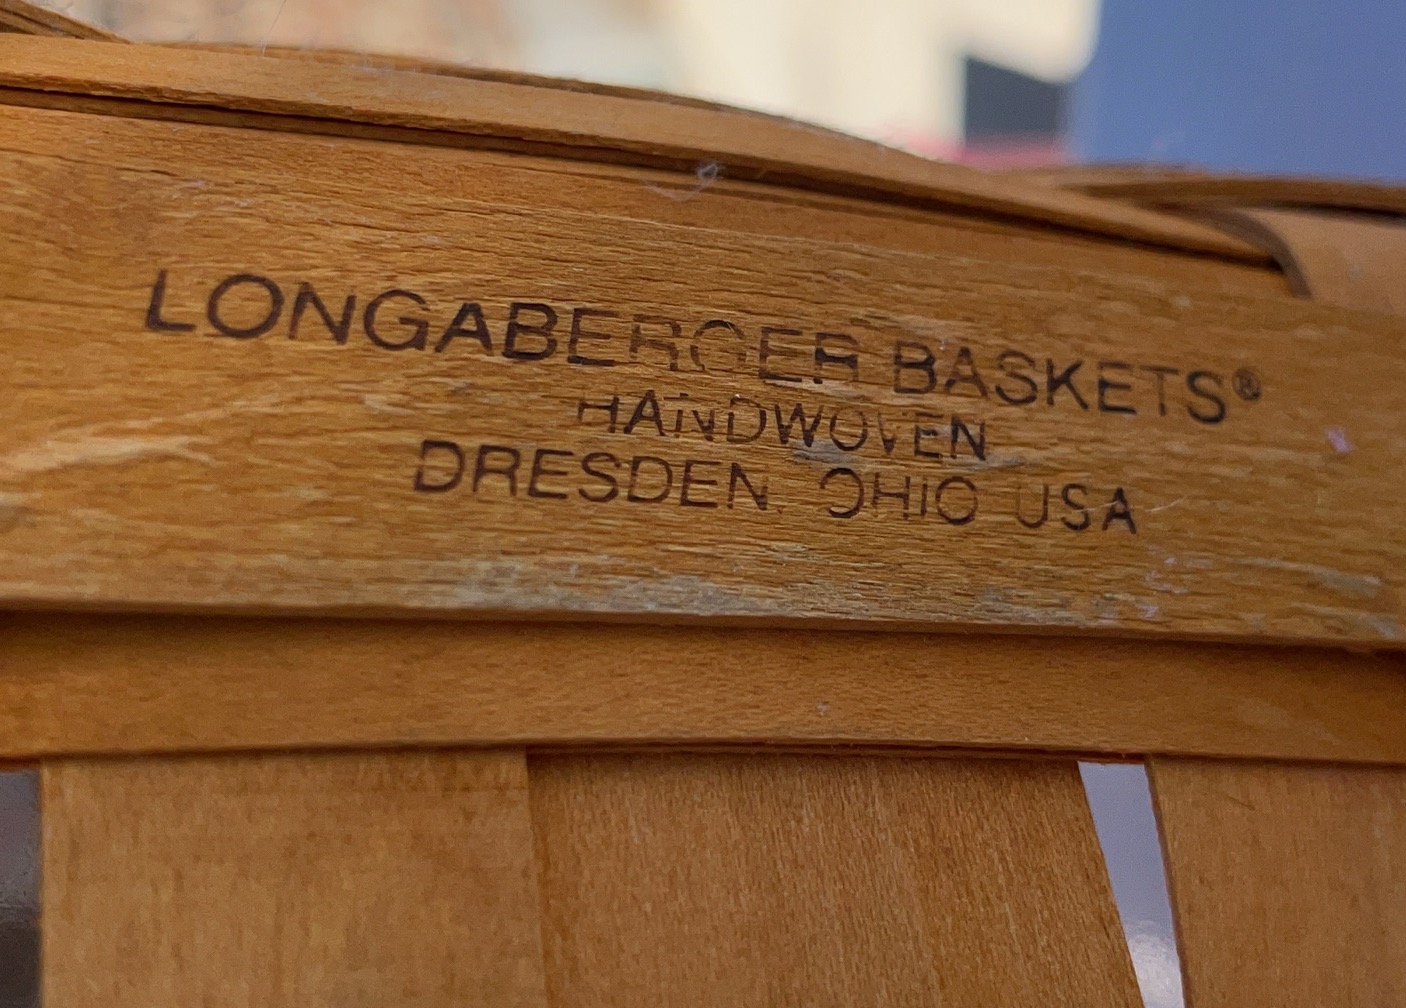 LONGABERGER BASKETS®
HANDWOVEN
DRESDEN, OHIO USA